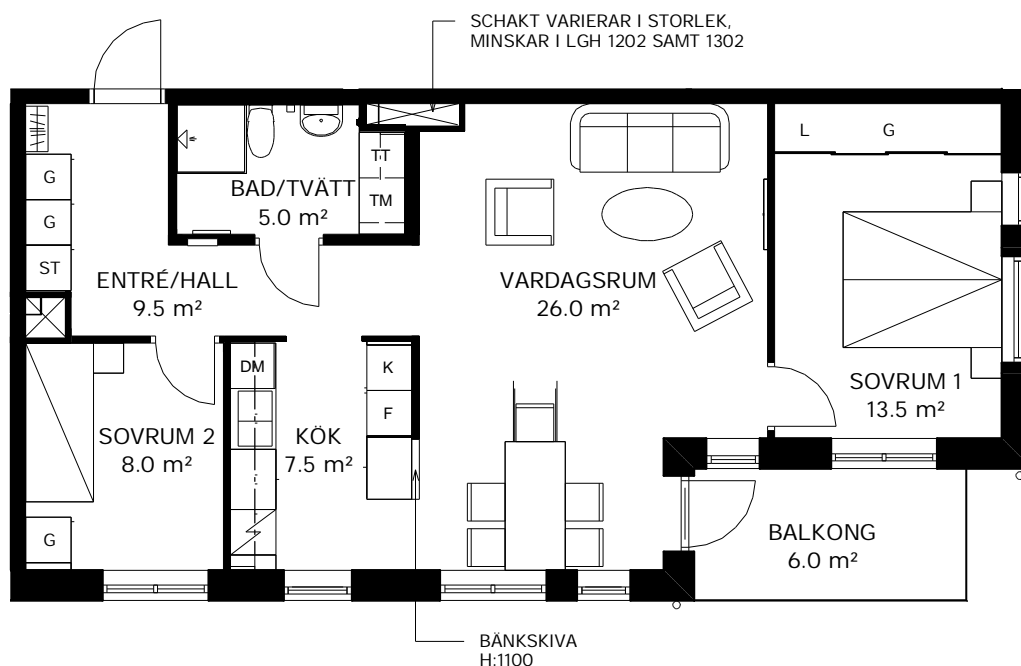 SCHAKT VARIERAR I STORLEK,
MINSKAR I LGH 1202 SAMT 1302
L
G
TT
TM
G
G
ST
BAD/TVÄTT
5.0 m²
ENTRÉ/HALL
9.5 m²
VARDAGSRUM
26.0 m²
DM
K
F
SOVRUM 1
13.5 m²
SOVRUM 2
8.0 m²
KÖK
7.5 m²
G
BALKONG
6.0 m²
BÄNKSKIVA
H:1100